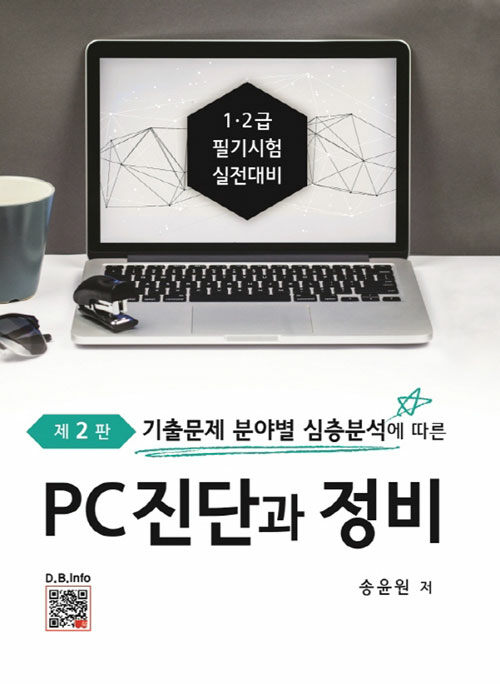 1·2급
필기시험
실전대비
제 2 판
기출문제 분야별 심층분석에 따른
PC진단과 정비
D.B.Info
송윤원 저